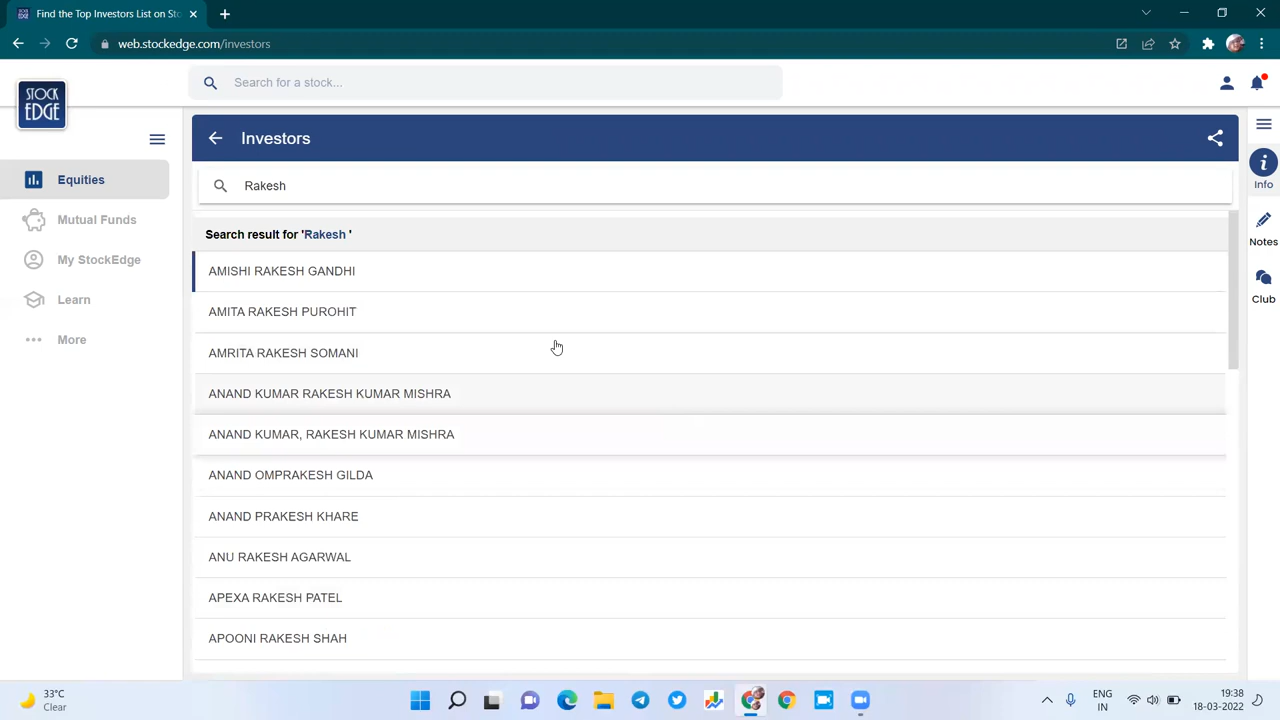 Find the Top Investors List on Sto
web.stockedge.com/investors
STOCK
EDGE
Search for a stock...
Investors
Equities
Mutual Funds
My StockEdge
Learn
More
Rakesh
Search result for 'Rakesh '
AMISHI RAKESH GANDHI
AMITA RAKESH PUROHIT
AMRITA RAKESH SOMANI
ANAND KUMAR RAKESH KUMAR MISHRA
ANAND KUMAR, RAKESH KUMAR MISHRA
ANAND OMPRAKESH GILDA
ANAND PRAKESH KHARE
ANU RAKESH AGARWAL
APEXA RAKESH PATEL
APOONI RAKESH SHAH
Info
Notes
Club
33°C
Clear
ENG
IN
19:38
18-03-2022